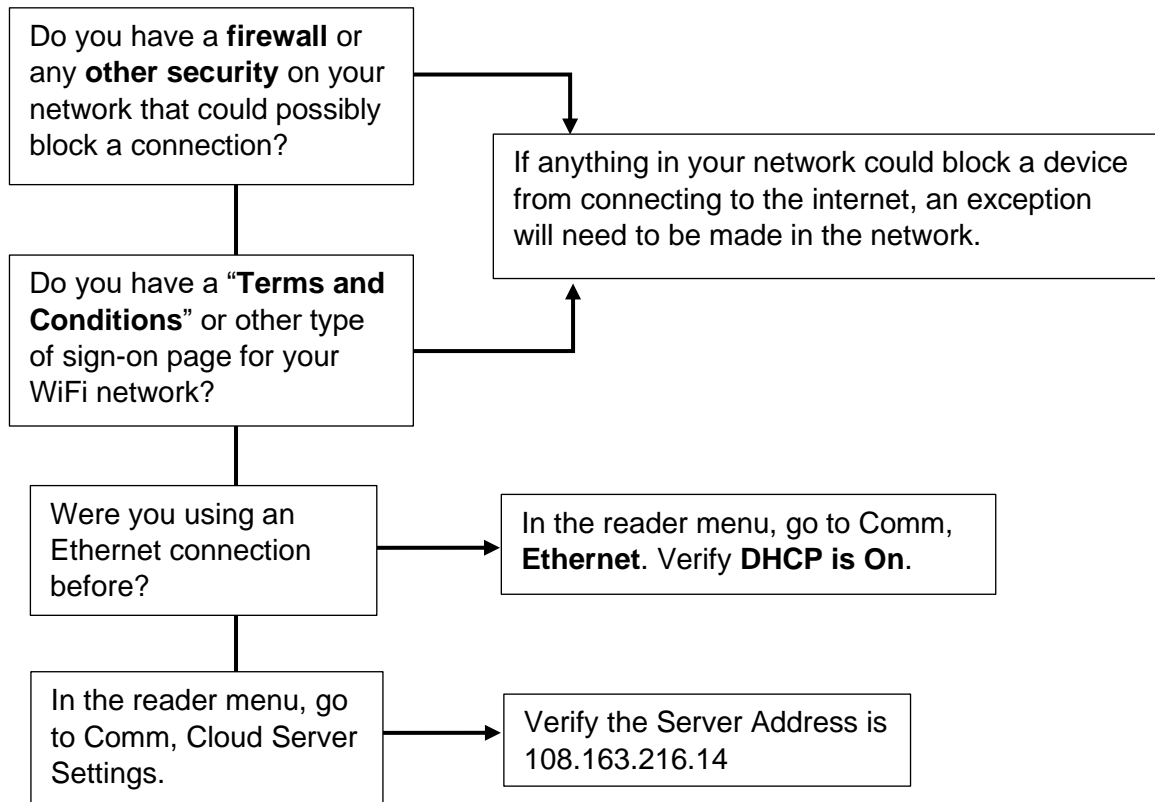 Do you have a firewall or
any other security on your
network that could possibly
block a connection?
If anything in your network could block a device
from connecting to the internet, an exception
will need to be made in the network.
Do you have a “Terms and
Conditions” or other type
of sign-on page for your
WiFi network?
Were you using an
Ethernet connection
before?
In the reader menu, go to Comm,
Ethernet. Verify DHCP is On.
In the reader menu, go
to Comm, Cloud Server
Settings.
Verify the Server Address is
108.163.216.14